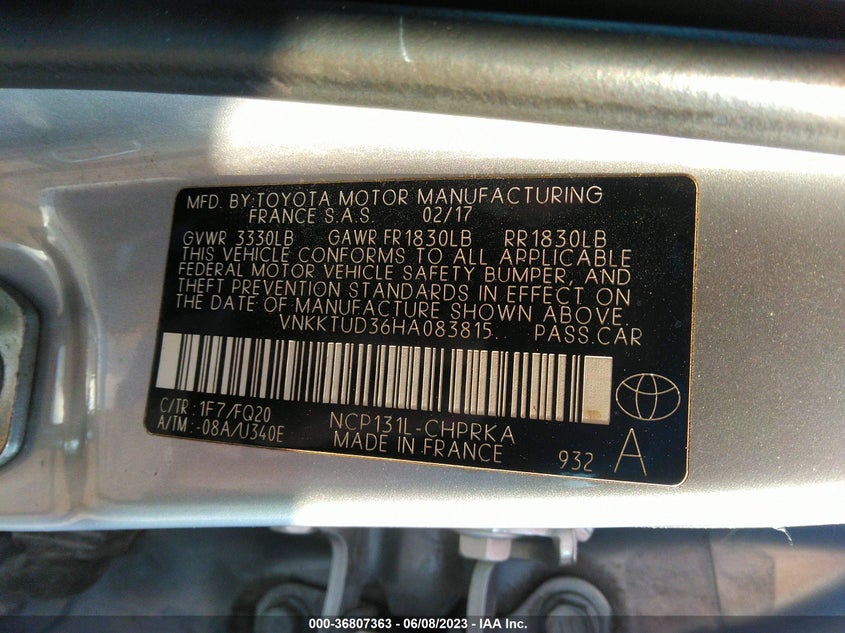 MFD. BY: TOYOTA MOTOR MANUFACTURING
FRANCE S.A.S. 02/17
GVWR 3330LB GAWR FR1830LB RR1830LB
THIS VEHICLE CONFORMS TO ALL APPLICABLE
FEDERAL MOTOR VEHICLE SAFETY BUMPER, AND
THEFT PREVENTION STANDARDS IN EFFECT ON
THE DATE OF MANUFACTURE SHOWN ABOVE.
VNKKTUD36HA083815 PASS.CAR
C/TR : 1F7/FQ20 NCP131L-CHPRKA
A/TM : -08A/U340E MADE IN FRANCE 932 A
000-36807363 - 06/08/2023 - IAA Inc.